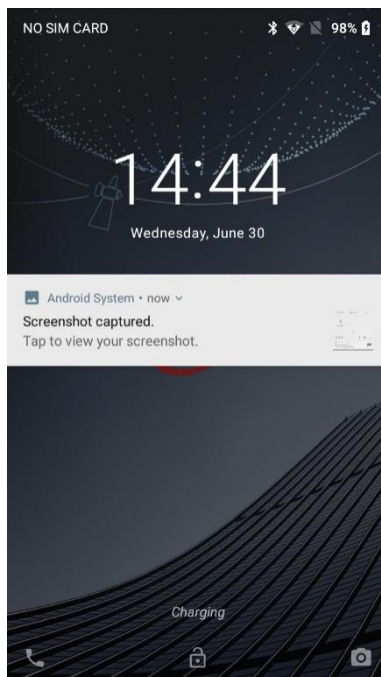 NO SIM CARD 98%
14:44
Wednesday, June 30
Android System • now
Screenshot captured.
Tap to view your screenshot.
Charging